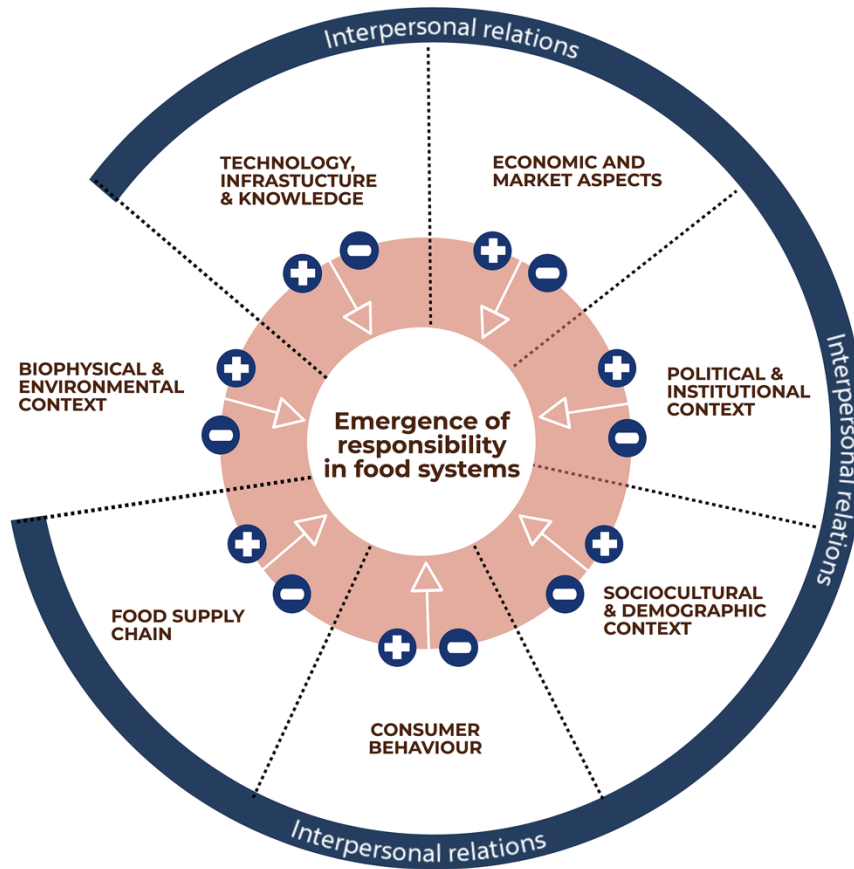 Interpersonal relations
TECHNOLOGY,
INFRASTUCTURE
& KNOWLEDGE
ECONOMIC AND
MARKET ASPECTS
BIOPHYSICAL &
ENVIRONMENTAL
CONTEXT
Emergence of
responsibility
in food systems
POLITICAL &
INSTITUTIONAL
CONTEXT
Interpersonal relations
FOOD SUPPLY
CHAIN
SOCIOCULTURAL
& DEMOGRAPHIC
CONTEXT
CONSUMER
BEHAVIOUR
Interpersonal relations